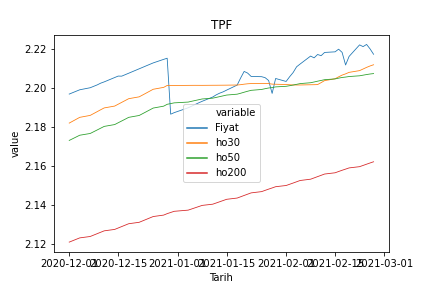 TPF
2.22
2.20
2.18
2.16
2.14
2.12
value
variable
Fiyat
ho30
ho50
ho200
2020-12-01
2020-12-15
2021-01-01
2021-01-15
2021-02-01
2021-02-15
2021-03-01
Tarih